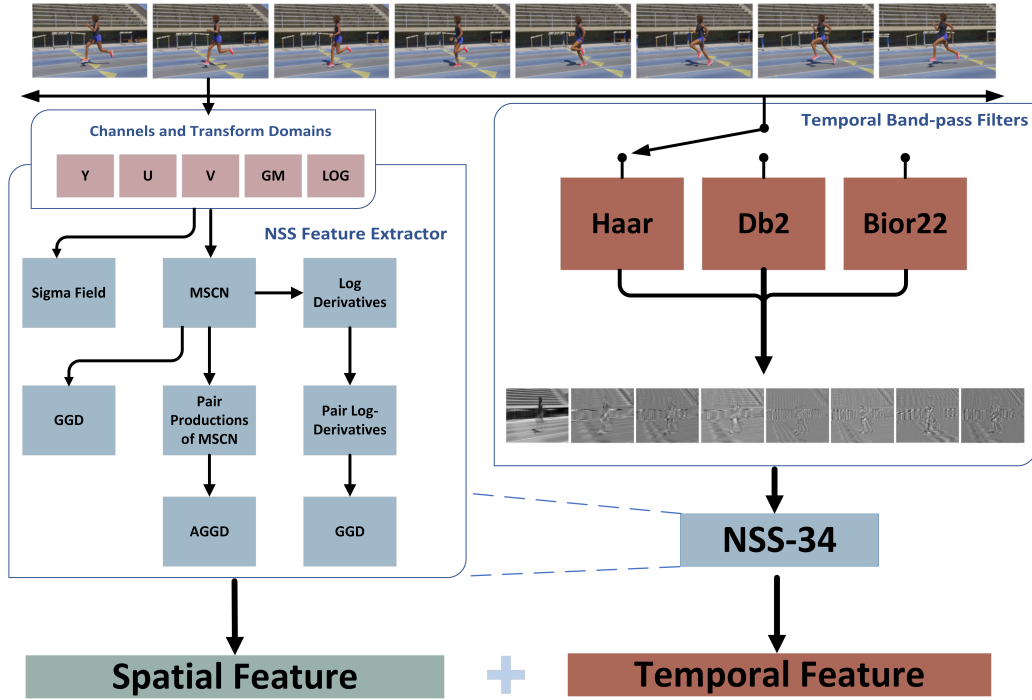 Channels and Transform Domains
Y U V GM LOG
NSS Feature Extractor
Sigma Field
MSCN
Log
Derivatives
GGD
Pair
Productions
of MSCN
Pair Log-
Derivatives
AGGD
GGD
Temporal Band-pass Filters
Haar
Db2
Bior22
NSS-34
Spatial Feature
+
Temporal Feature